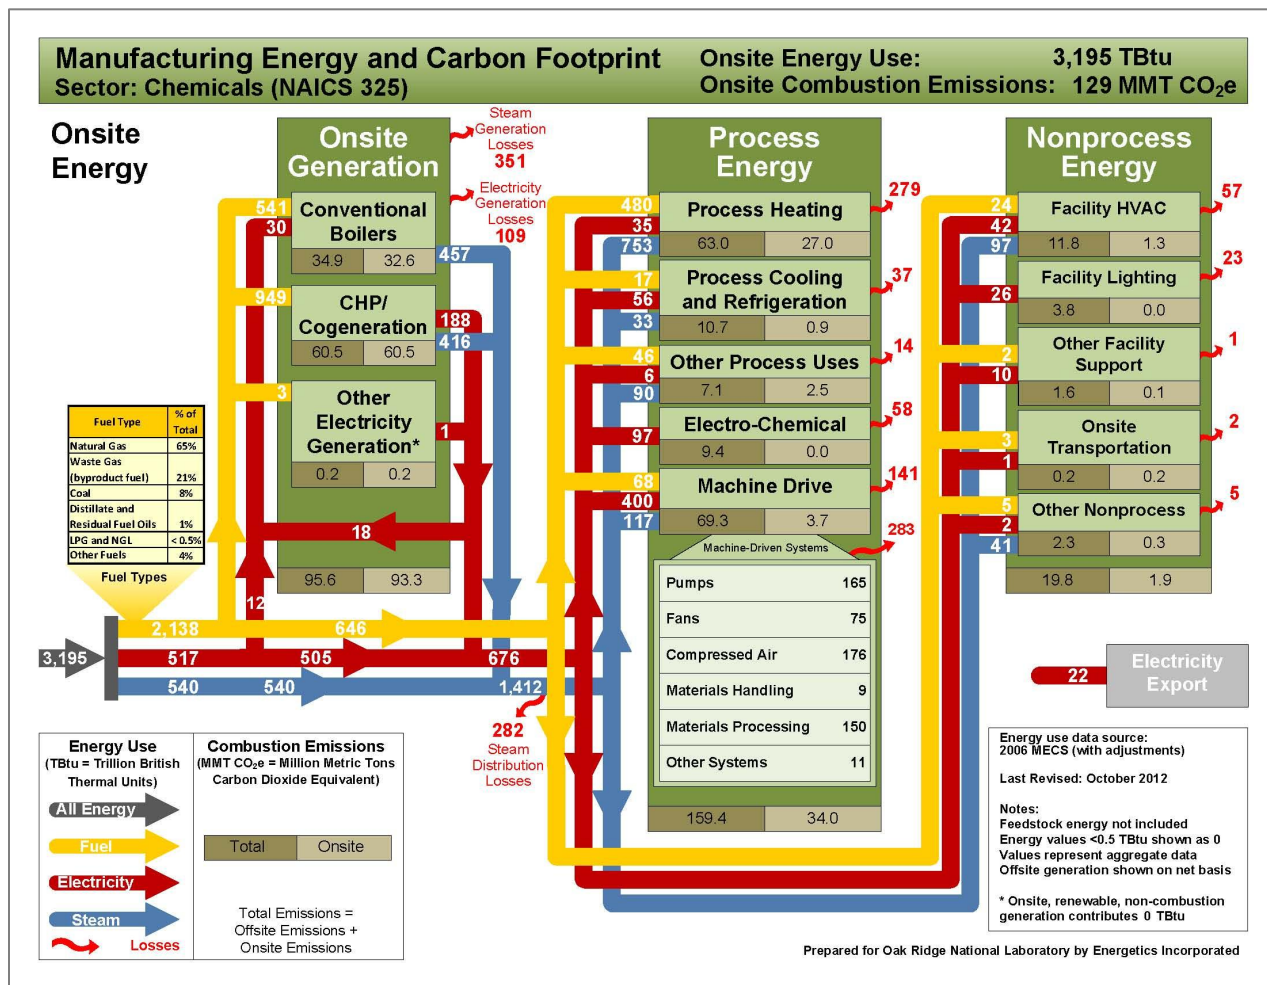 Manufacturing Energy and Carbon Footprint
Sector: Chemicals (NAICS 325)
Onsite Energy Use: 3,195 TBtu
Onsite Combustion Emissions: 129 MMT CO₂e
Onsite
Energy
Onsite
Generation
Steam
Generation
Losses
351
Electricity
Generation
Losses
109
541
30
Conventional
Boilers
34.9 32.6
457
949
CHP/
Cogeneration
60.5 60.5
188
416
3
Other
Electricity
Generation*
0.2 0.2
1
18
95.6 93.3
12
Fuel Type % of Total
Natural Gas 65%
Waste Gas
(byproduct fuel) 21%
Coal 8%
Distillate and
Residual Fuel Oils 1%
LPG and NGL < 0.5%
Other Fuels 4%
Fuel Types
3,195
2,138 646
517 505 676
540 540 1,412
282
Steam
Distribution
Losses
Process
Energy
480
35
753
Process Heating
63.0 27.0
279
17
56
33
Process Cooling
and Refrigeration
10.7 0.9
37
46
6
90
Other Process Uses
7.1 2.5
14
97
Electro-Chemical
9.4 0.0
58
68
400
117
Machine Drive
69.3 3.7
141
Machine-Driven Systems
283
Pumps 165
Fans 75
Compressed Air 176
Materials Handling 9
Materials Processing 150
Other Systems 11
159.4 34.0
Nonprocess
Energy
24
42
97
Facility HVAC
11.8 1.3
57
26
Facility Lighting
3.8 0.0
23
2
10
Other Facility
Support
1.6 0.1
1
3
1
Onsite
Transportation
0.2 0.2
2
5
2
41
Other Nonprocess
2.3 0.3
5
19.8 1.9
22
Electricity
Export
Energy Use
(TBtu = Trillion British
Thermal Units)
All Energy
Fuel
Electricity
Steam
Losses
Combustion Emissions
(MMT CO₂e = Million Metric Tons
Carbon Dioxide Equivalent)
Total Onsite
Total Emissions =
Offsite Emissions +
Onsite Emissions
Energy use data source:
2006 MECS (with adjustments)
Last Revised: October 2012
Notes:
Feedstock energy not included
Energy values <0.5 TBtu shown as 0
Values represent aggregate data
Offsite generation shown on net basis
* Onsite, renewable, non-combustion
generation contributes 0 TBtu
Prepared for Oak Ridge National Laboratory by Energetics Incorporated